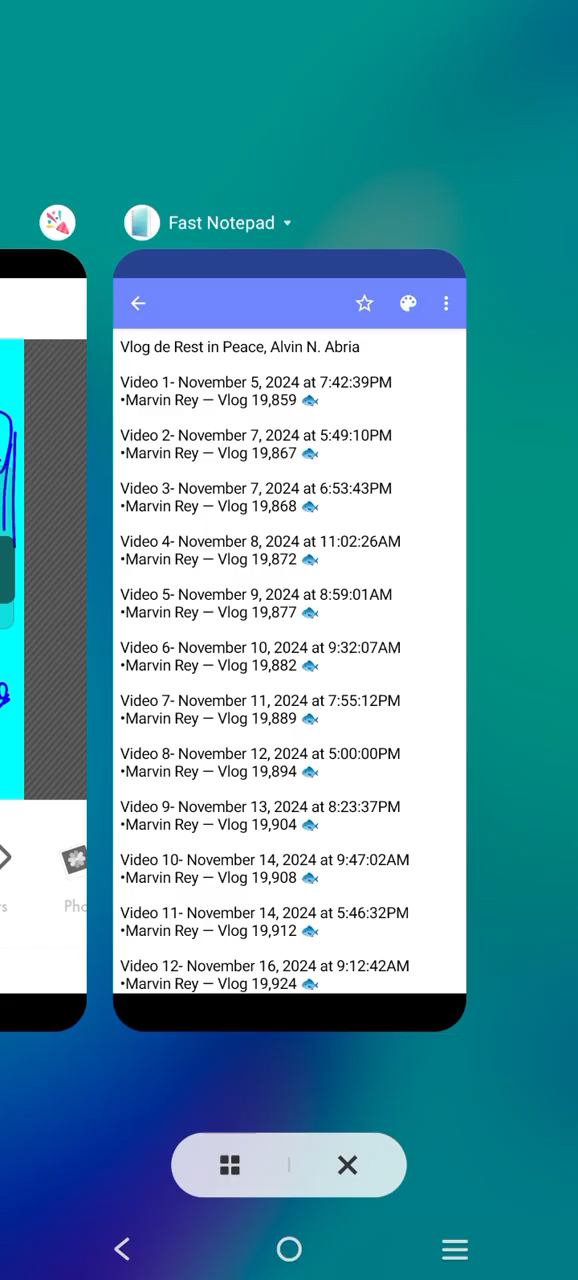 Fast Notepad
Vlog de Rest in Peace, Alvin N. Abria
Video 1- November 5, 2024 at 7:42:39PM
•Marvin Rey — Vlog 19,859 🐟
Video 2- November 7, 2024 at 5:49:10PM
•Marvin Rey — Vlog 19,867 🐟
Video 3- November 7, 2024 at 6:53:43PM
•Marvin Rey — Vlog 19,868 🐟
Video 4- November 8, 2024 at 11:02:26AM
•Marvin Rey — Vlog 19,872 🐟
Video 5- November 9, 2024 at 8:59:01AM
•Marvin Rey — Vlog 19,877 🐟
Video 6- November 10, 2024 at 9:32:07AM
•Marvin Rey — Vlog 19,882 🐟
Video 7- November 11, 2024 at 7:55:12PM
•Marvin Rey — Vlog 19,889 🐟
Video 8- November 12, 2024 at 5:00:00PM
•Marvin Rey — Vlog 19,894 🐟
Video 9- November 13, 2024 at 8:23:37PM
•Marvin Rey — Vlog 19,904 🐟
Video 10- November 14, 2024 at 9:47:02AM
•Marvin Rey — Vlog 19,908 🐟
Video 11- November 14, 2024 at 5:46:32PM
•Marvin Rey — Vlog 19,912 🐟
Video 12- November 16, 2024 at 9:12:42AM
•Marvin Rey — Vlog 19,924 🐟